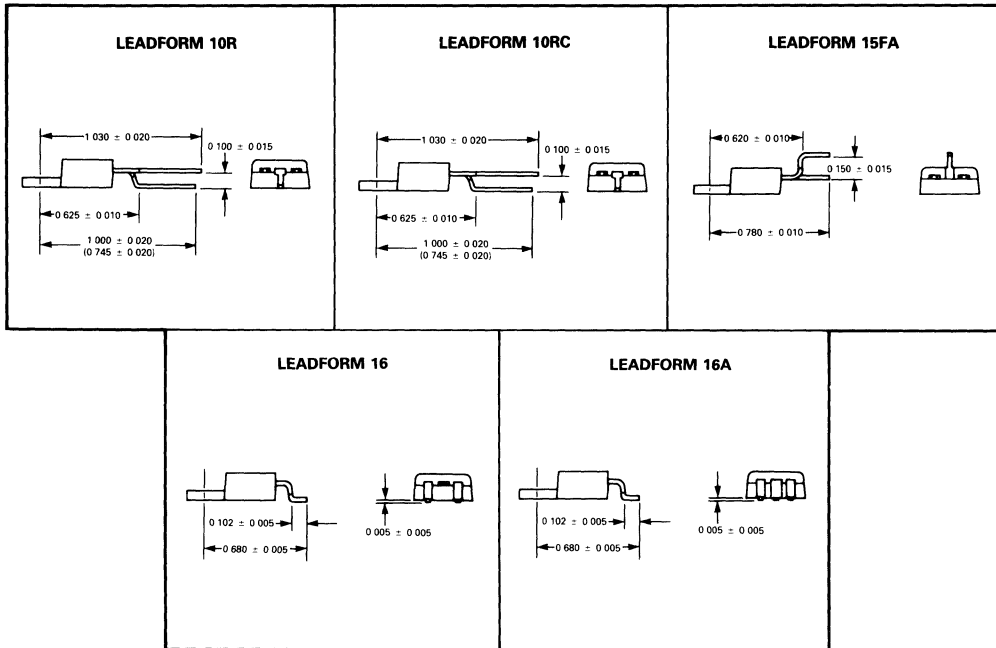 LEADFORM 10R
1 030 ± 0 020
0 100 ± 0 015
0 625 ± 0 010
1 000 ± 0 020
(0 745 ± 0 020)
LEADFORM 10RC
1 030 ± 0 020
0 100 ± 0 015
0 625 ± 0 010
1 000 ± 0 020
(0 745 ± 0 020)
LEADFORM 15FA
0 620 ± 0 010
0 150 ± 0 015
0 780 ± 0 010
LEADFORM 16
0 102 ± 0 005
0 680 ± 0 005
0 005 ± 0 005
LEADFORM 16A
0 102 ± 0 005
0 680 ± 0 005
0 005 ± 0 005